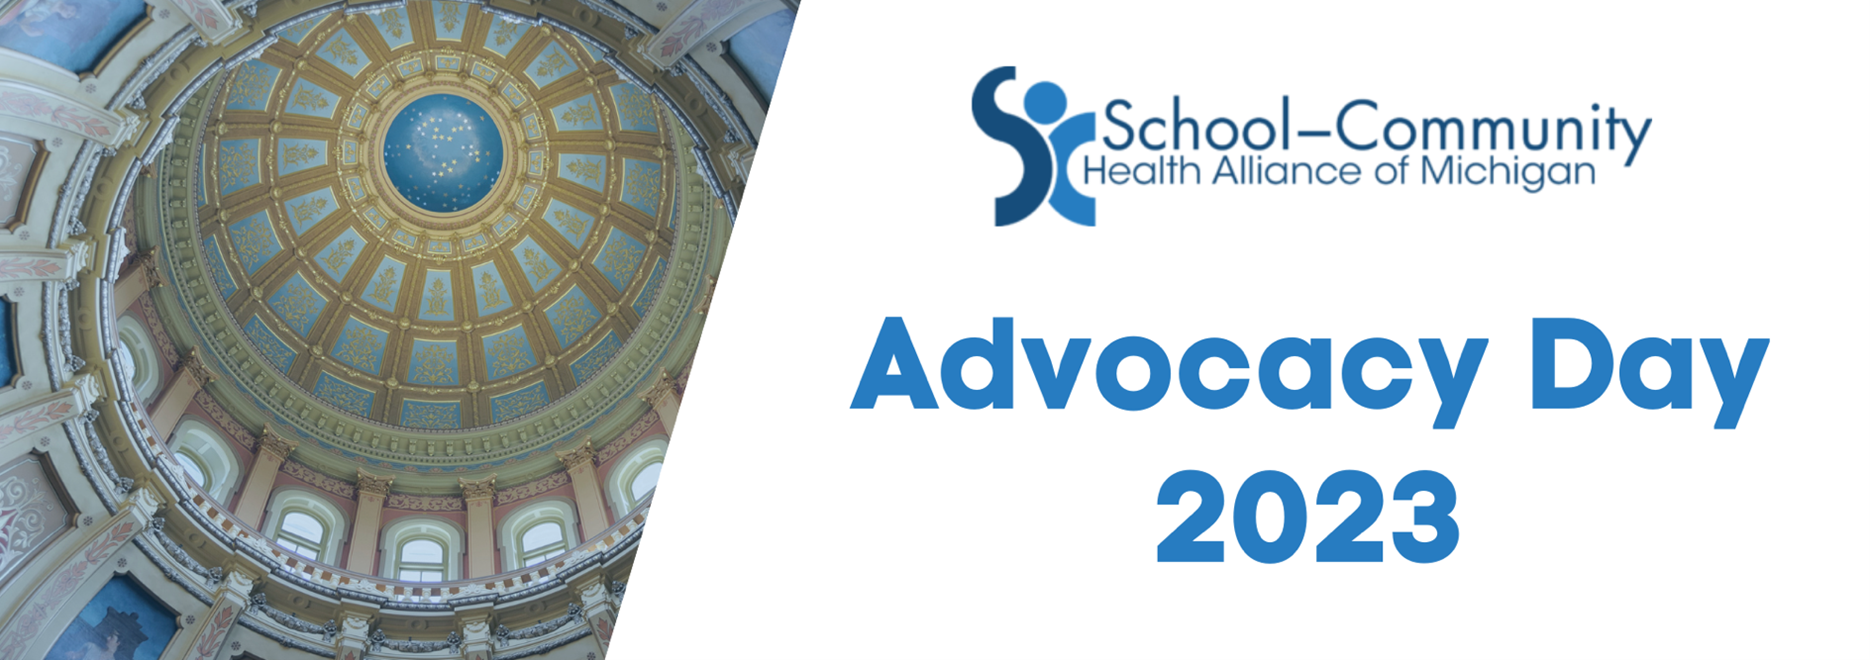 School–Community
Health Alliance of Michigan
Advocacy Day
2023